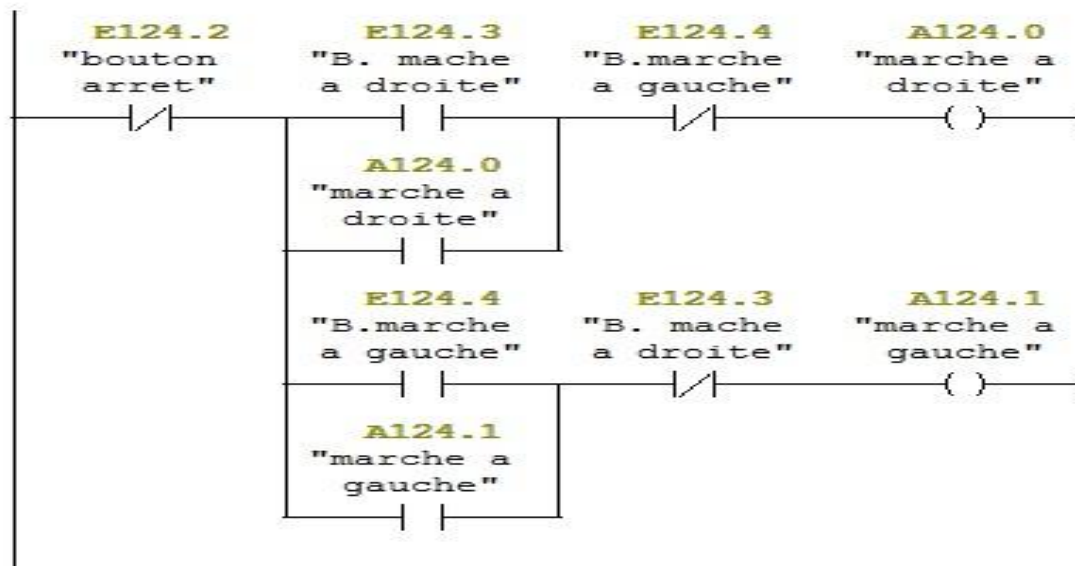 E124.2
"bouton
arret"
E124.3
"B. mache
a droite"
E124.4
"B.marche
a gauche"
A124.0
"marche a
droite"
A124.0
"marche a
droite"
E124.4
"B.marche
a gauche"
E124.3
"B. mache
a droite"
A124.1
"marche a
gauche"
A124.1
"marche a
gauche"